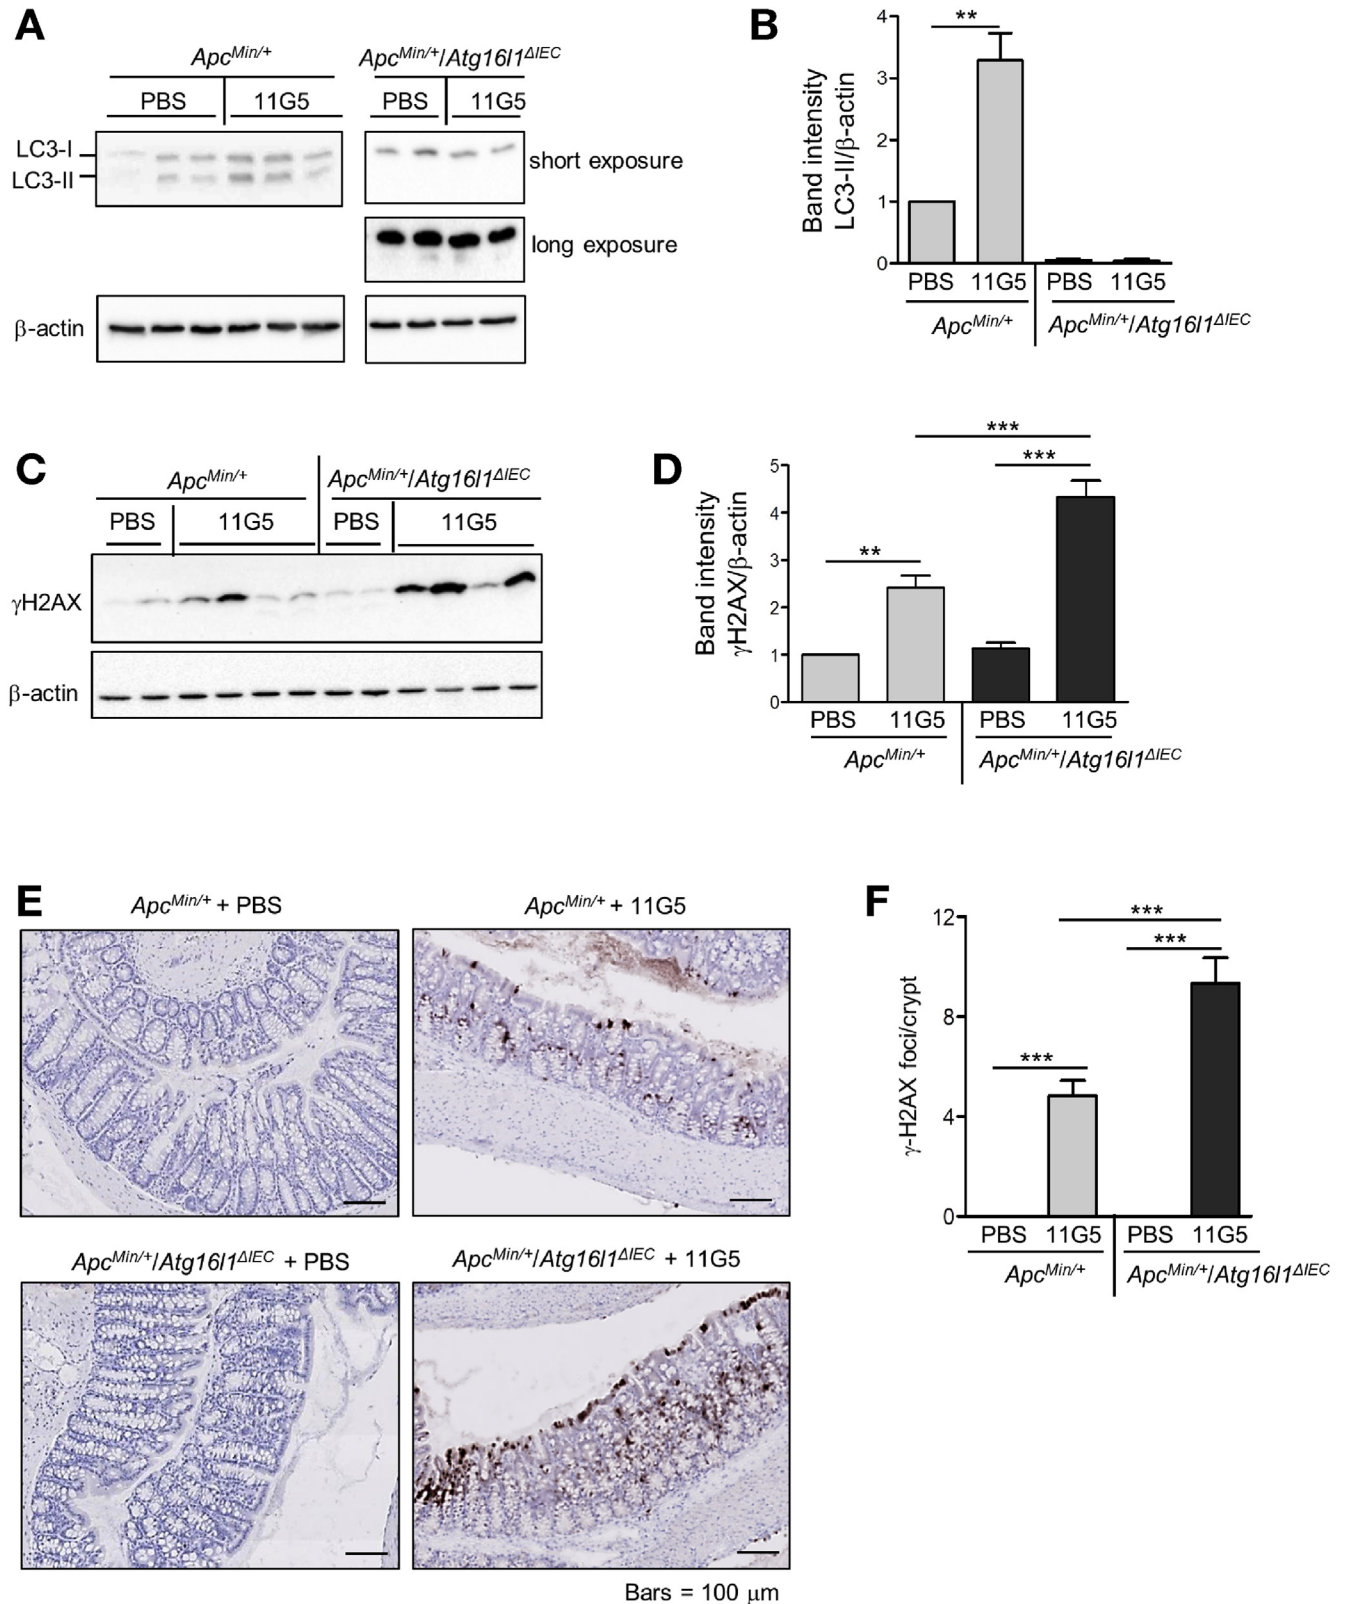 A
Apc^Min/+
Apc^Min/+/Atg16l1^ΔIEC
PBS
11G5
PBS
11G5
LC3-I
LC3-II
short exposure
long exposure
β-actin
B
Band intensity
LC3-II/β-actin
4
3
2
1
0
**
PBS
11G5
PBS
11G5
Apc^Min/+
Apc^Min/+/Atg16l1^ΔIEC
C
Apc^Min/+
Apc^Min/+/Atg16l1^ΔIEC
PBS
11G5
PBS
11G5
γH2AX
β-actin
D
Band intensity
γH2AX/β-actin
5
4
3
2
1
0
**
***
***
PBS
11G5
PBS
11G5
Apc^Min/+
Apc^Min/+/Atg16l1^ΔIEC
E
Apc^Min/+ + PBS
Apc^Min/+ + 11G5
Apc^Min/+/Atg16l1^ΔIEC + PBS
Apc^Min/+/Atg16l1^ΔIEC + 11G5
Bars = 100 μm
F
γ-H2AX foci/crypt
12
8
4
0
***
***
***
PBS
11G5
PBS
11G5
Apc^Min/+
Apc^Min/+/Atg16l1^ΔIEC